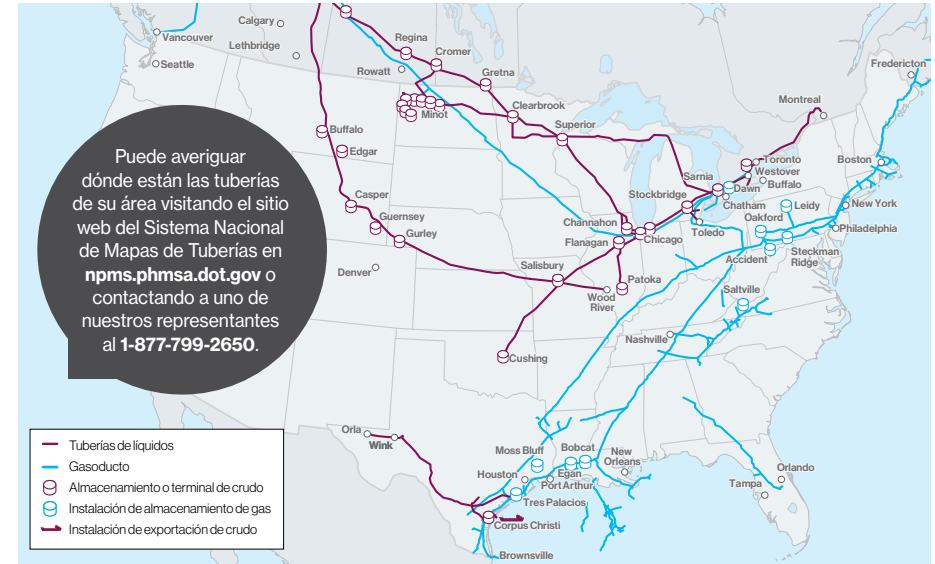 Calgary
Vancouver
Lethbridge
Seattle
Regina
Cromer
Rowatt
Gretna
Fredericton
Montreal
Minot
Clearbrook
Superior
Buffalo
Edgar
Puede averiguar
dónde están las tuberías
de su área visitando el sitio
web del Sistema Nacional
de Mapas de Tuberías en
npms.phmsa.dot.gov o
contactando a uno de
nuestros representantes
al 1-877-799-2650.
Toronto
Westover
Boston
Sarnia
Dawn
Buffalo
Stockbridge
Chatham
Leidy
New York
Casper
Guernsey
Gurley
Channahon
Flanagan
Chicago
Toledo
Oakford
Philadelphia
Accident
Steckman
Ridge
Denver
Salisbury
Patoka
Wood
River
Saltville
Nashville
Cushing
Orla
Wink
Moss Bluff
Bobcat
New
Orleans
Houston
Egan
Port Arthur
Orlando
Tampa
Tres Palacios
Corpus Christi
Brownsville
Tuberías de líquidos
Gasoducto
Almacenamiento o terminal de crudo
Instalación de almacenamiento de gas
Instalación de exportación de crudo